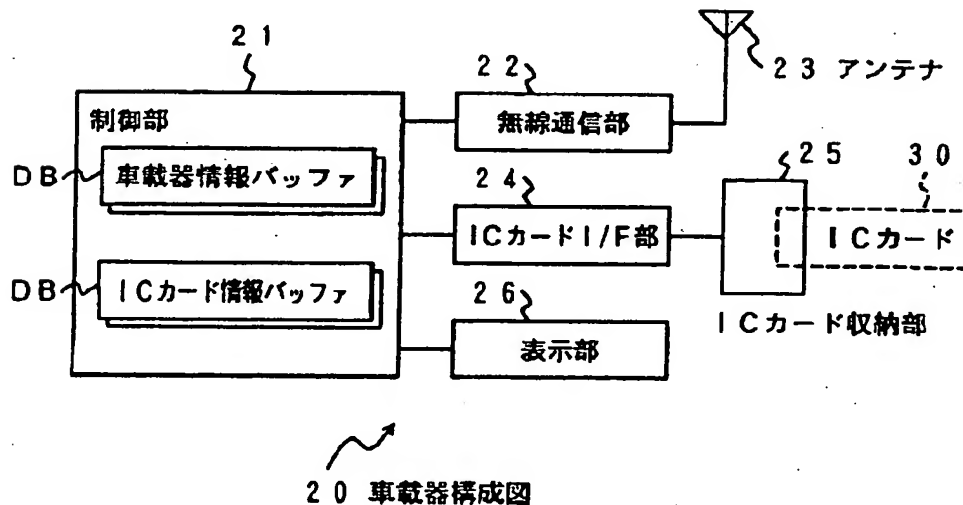 21
22
23 アンテナ
制御部
無線通信部
DB
車載器情報バッファ
24
25
30
ICカードI/F部
ICカード
DB
ICカード情報バッファ
26
ICカード収納部
表示部
20 車載器構成図